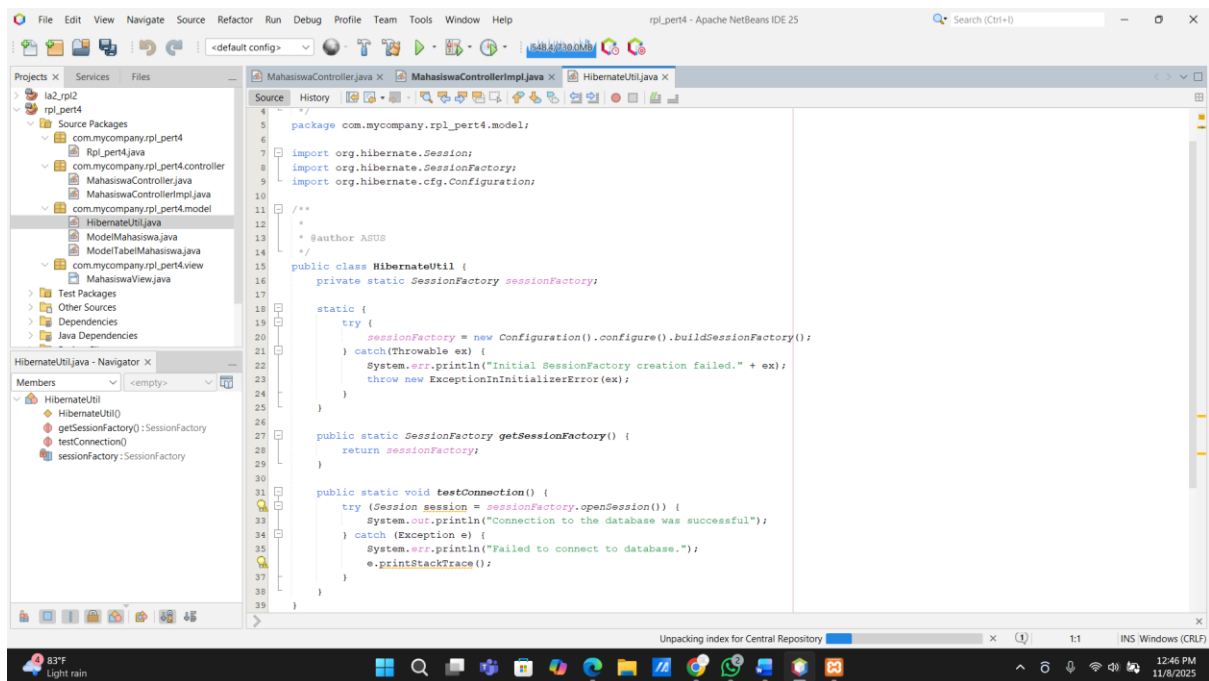 File Edit View Navigate Source Refactor Run Debug Profile Team Tools Window Help
rpl_pert4 - Apache NetBeans IDE 25
Search (Ctrl+I)
<default config>
548.4/730.0MB
Projects Services Files
la2_rpl2
rpl_pert4
Source Packages
com.mycompany.rpl_pert4
Rpl_pert4.java
com.mycompany.rpl_pert4.controller
MahasiswaController.java
MahasiswaControllerImpl.java
com.mycompany.rpl_pert4.model
HibernateUtil.java
ModelMahasiswa.java
ModelTabelMahasiswa.java
com.mycompany.rpl_pert4.view
MahasiswaView.java
Test Packages
Other Sources
Dependencies
Java Dependencies
HibernateUtil.java - Navigator
Members <empty>
HibernateUtil
HibernateUtil()
getSessionFactory() : SessionFactory
testConnection()
sessionFactory : SessionFactory
MahasiswaController.java MahasiswaControllerImpl.java HibernateUtil.java
Source History
4 */
5 package com.mycompany.rpl_pert4.model;
6
7 import org.hibernate.Session;
8 import org.hibernate.SessionFactory;
9 import org.hibernate.cfg.Configuration;
10
11 /**
12 *
13 * @author ASUS
14 */
15 public class HibernateUtil {
16 private static SessionFactory sessionFactory;
17
18 static {
19 try {
20 sessionFactory = new Configuration().configure().buildSessionFactory();
21 } catch(Throwable ex) {
22 System.err.println("Initial SessionFactory creation failed." + ex);
23 throw new ExceptionInInitializerError(ex);
24 }
25 }
26
27 public static SessionFactory getSessionFactory() {
28 return sessionFactory;
29 }
30
31 public static void testConnection() {
try (Session session = sessionFactory.openSession()) {
33 System.out.println("Connection to the database was successful");
34 } catch (Exception e) {
35 System.err.println("Failed to connect to database.");
e.printStackTrace();
37 }
38 }
39 }
Unpacking index for Central Repository
(1)
1:1
INS Windows (CRLF)
4
83°F
Light rain
2
12:46 PM
11/8/2025